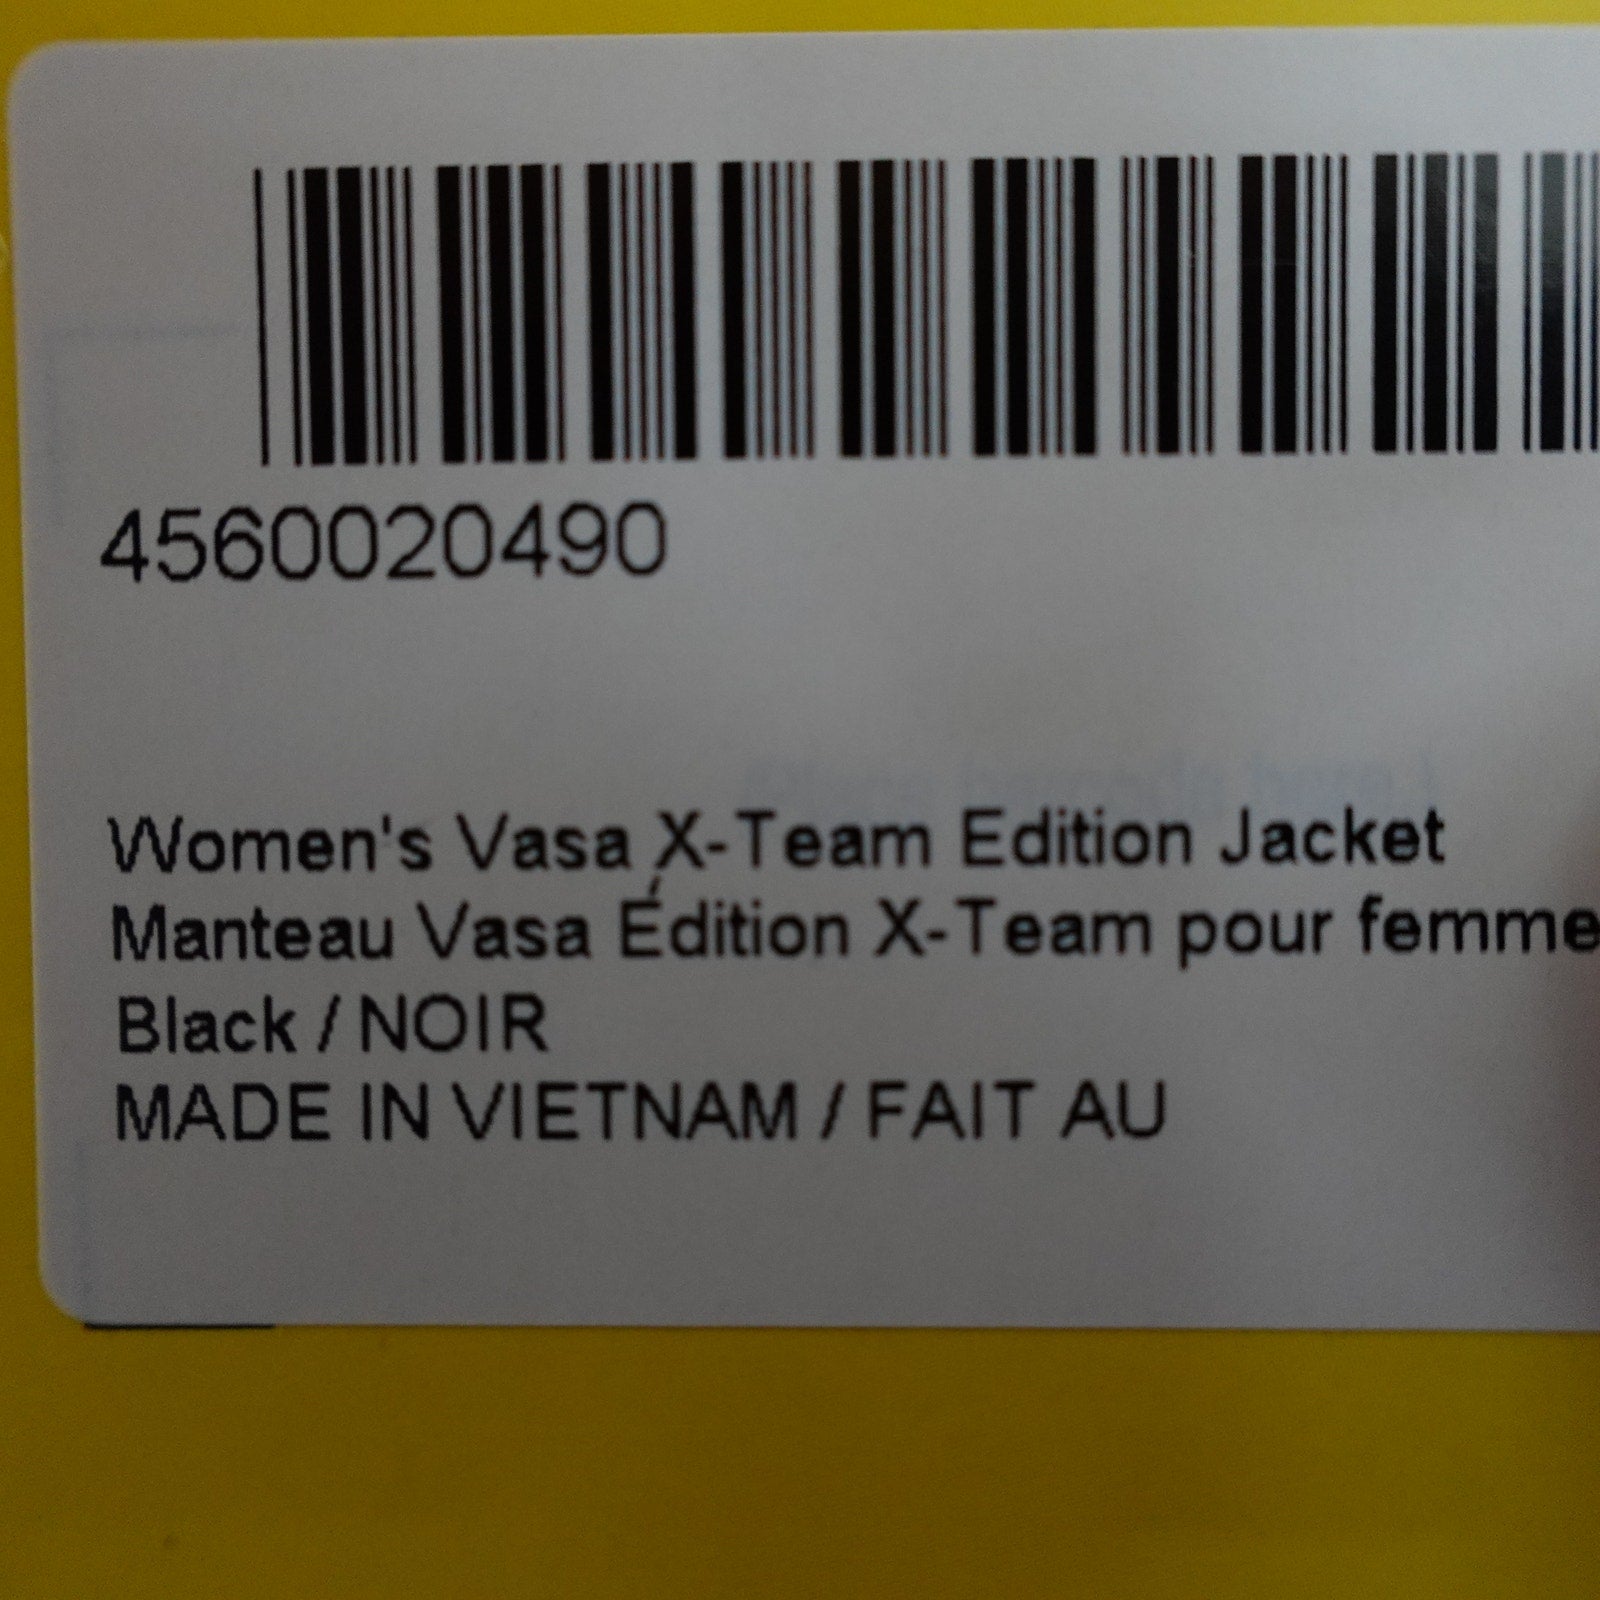 4560020490
Women's Vasa X-Team Edition Jacket
Manteau Vasa Édition X-Team pour femme
Black / NOIR
MADE IN VIETNAM / FAIT AU